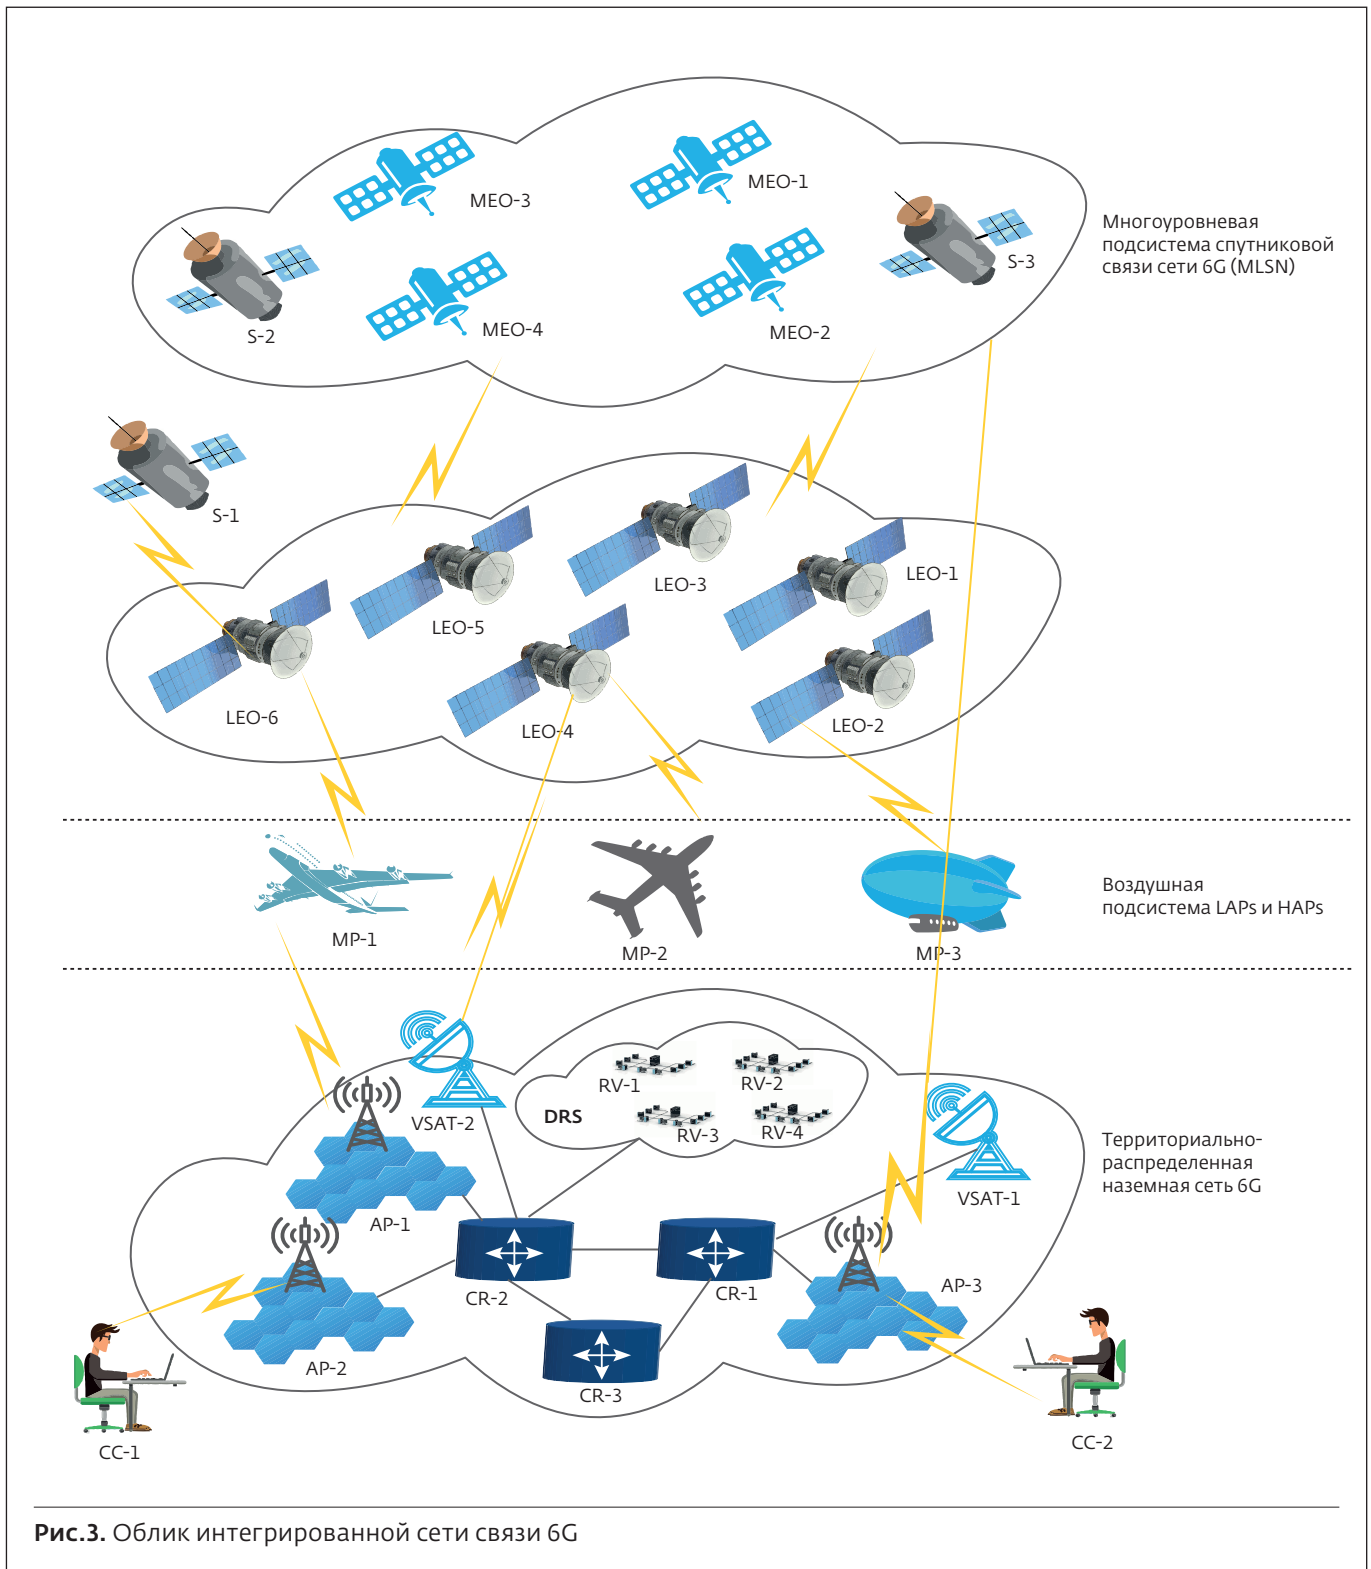 MEO-1
MEO-3
Многоуровневая
подсистема спутниковой
связи сети 6G (MLSN)
S-3
MEO-4
MEO-2
S-2
S-1
LEO-1
LEO-3
LEO-5
LEO-6
LEO-4
LEO-2
Воздушная
подсистема LAPs и HAPs
MP-1
MP-2
MP-3
RV-1
RV-2
DRS
VSAT-2
RV-3
RV-4
Территориально-
распределенная
наземная сеть 6G
VSAT-1
AP-1
AP-3
CR-2
CR-1
AP-2
CR-3
CC-1
CC-2
Рис.3. Облик интегрированной сети связи 6G